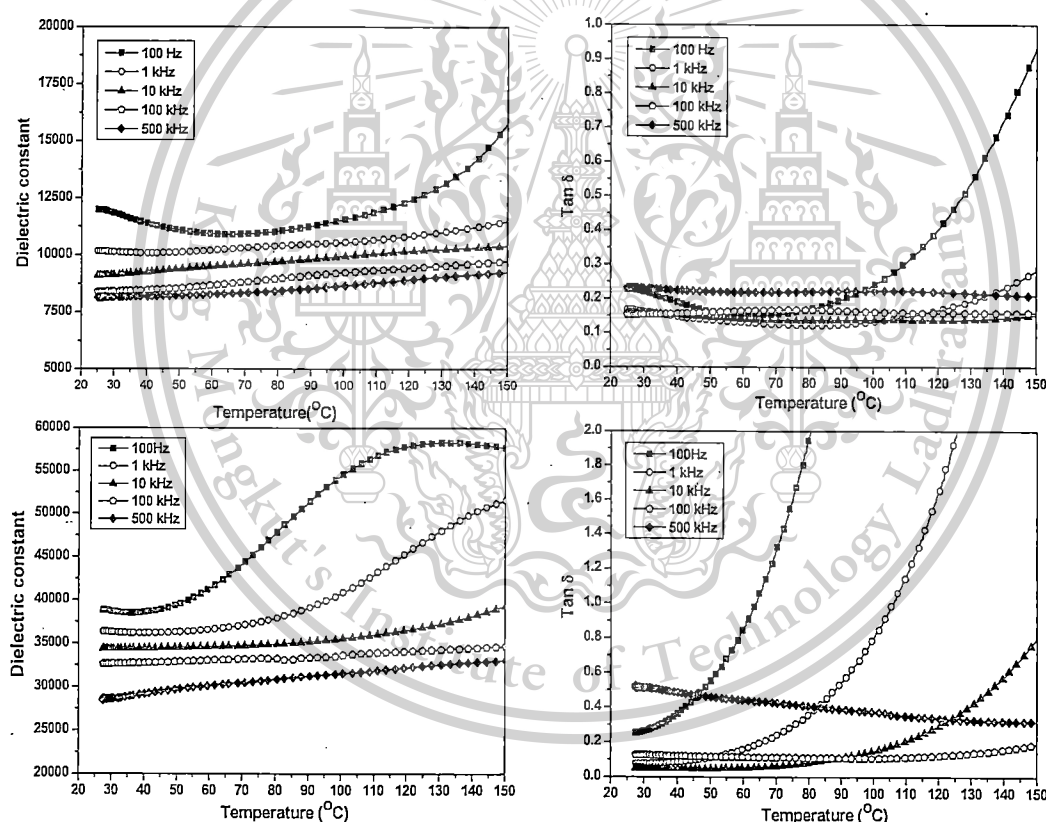 20000
17500
15000
12500
10000
7500
5000
Dielectric constant
100 Hz
1 kHz
10 kHz
100 kHz
500 kHz
20 30 40 50 60 70 80 90 100 110 120 130 140 150
Temperature(°C)
1.0
0.9
0.8
0.7
0.6
0.5
0.4
0.3
0.2
0.1
0.0
Tan δ
100 Hz
1 kHz
10 kHz
100 kHz
500 kHz
20 30 40 50 60 70 80 90 100 110 120 130 140 150
Temperature (°C)
60000
55000
50000
45000
40000
35000
30000
25000
20000
Dielectric constant
100Hz
1 kHz
10 kHz
100 kHz
500 kHz
20 30 40 50 60 70 80 90 100 110 120 130 140 150
Temperature (°C)
2.0
1.8
1.6
1.4
1.2
1.0
0.8
0.6
0.4
0.2
0.0
Tan δ
100Hz
1 kHz
10 kHz
100 kHz
500 kHz
20 30 40 50 60 70 80 90 100 110 120 130 140 150
Temperature (°C)
King Mongkut's Institute of Technology Ladkrabang